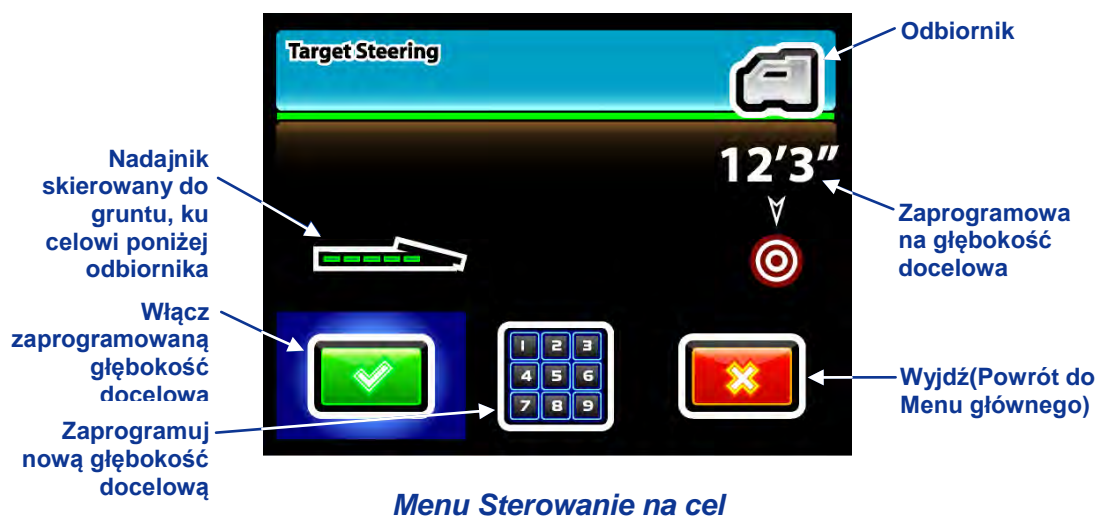 Target Steering
Odbiornik
12'3"
Nadajnik
skierowany do
gruntu, ku
celowi poniżej
odbiornika
Zaprogramowa
na głębokość
docelowa
Włącz
zaprogramowaną
głębokość
docelowa
1 2 3
4 5 6
7 8 9
Wyjdź(Powrót do
Menu głównego)
Zaprogramuj
nową głębokość
docelową
Menu Sterowanie na cel